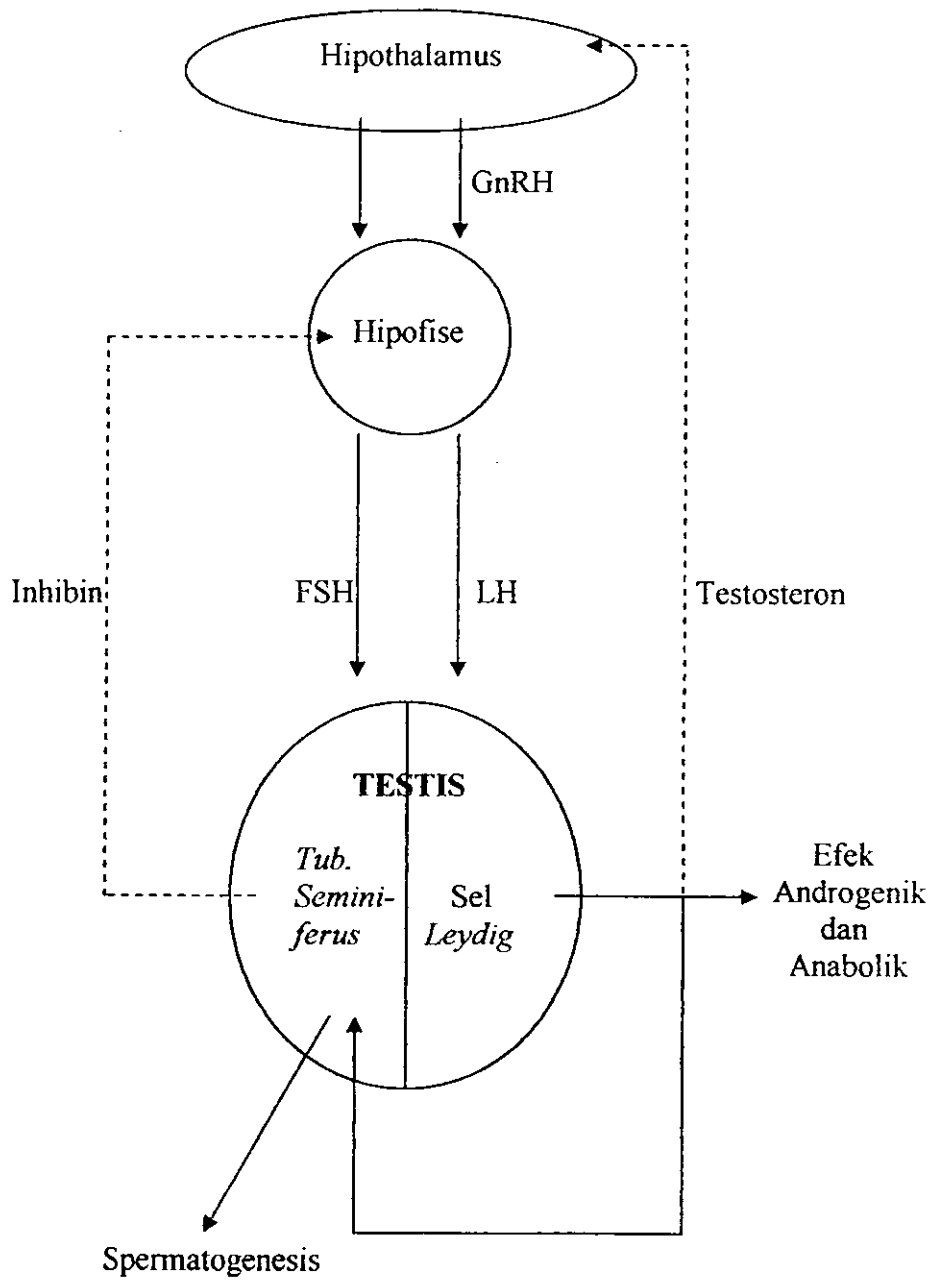 Hipothalamus
GnRH
Hipofise
Inhibin
FSH
LH
Testosteron
TESTIS
Tub.
Semini-
ferus
Sel
Leydig
Efek
Androgenik
dan
Anabolik
Spermatogenesis